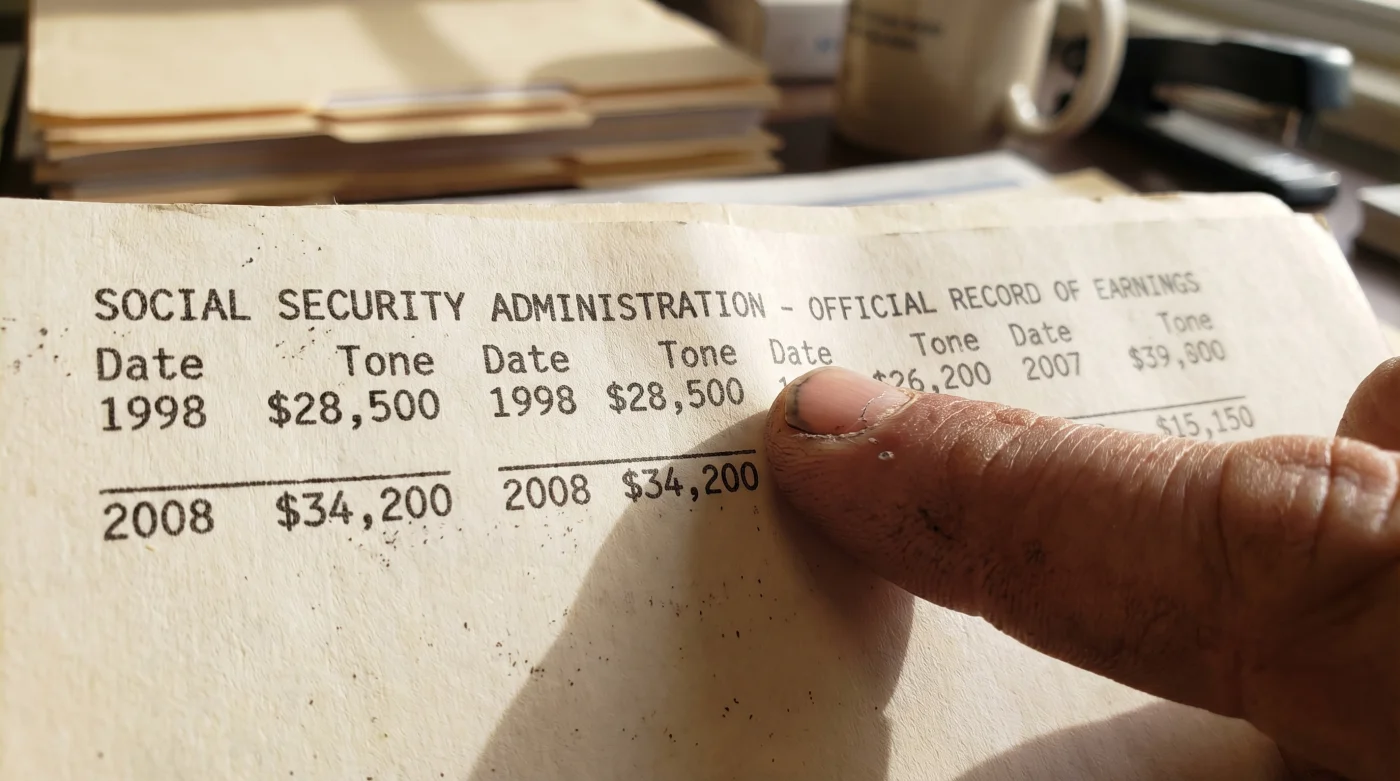 SOCIAL SECURITY ADMINISTRATION - OFFICIAL RECORD OF EARNINGS
Date Tone Date Tone Date Tone Date Tone
1998 $28,500 1998 $28,500 $26,200 2007 $39,800
2008 $34,200 2008 $34,200 $15,150